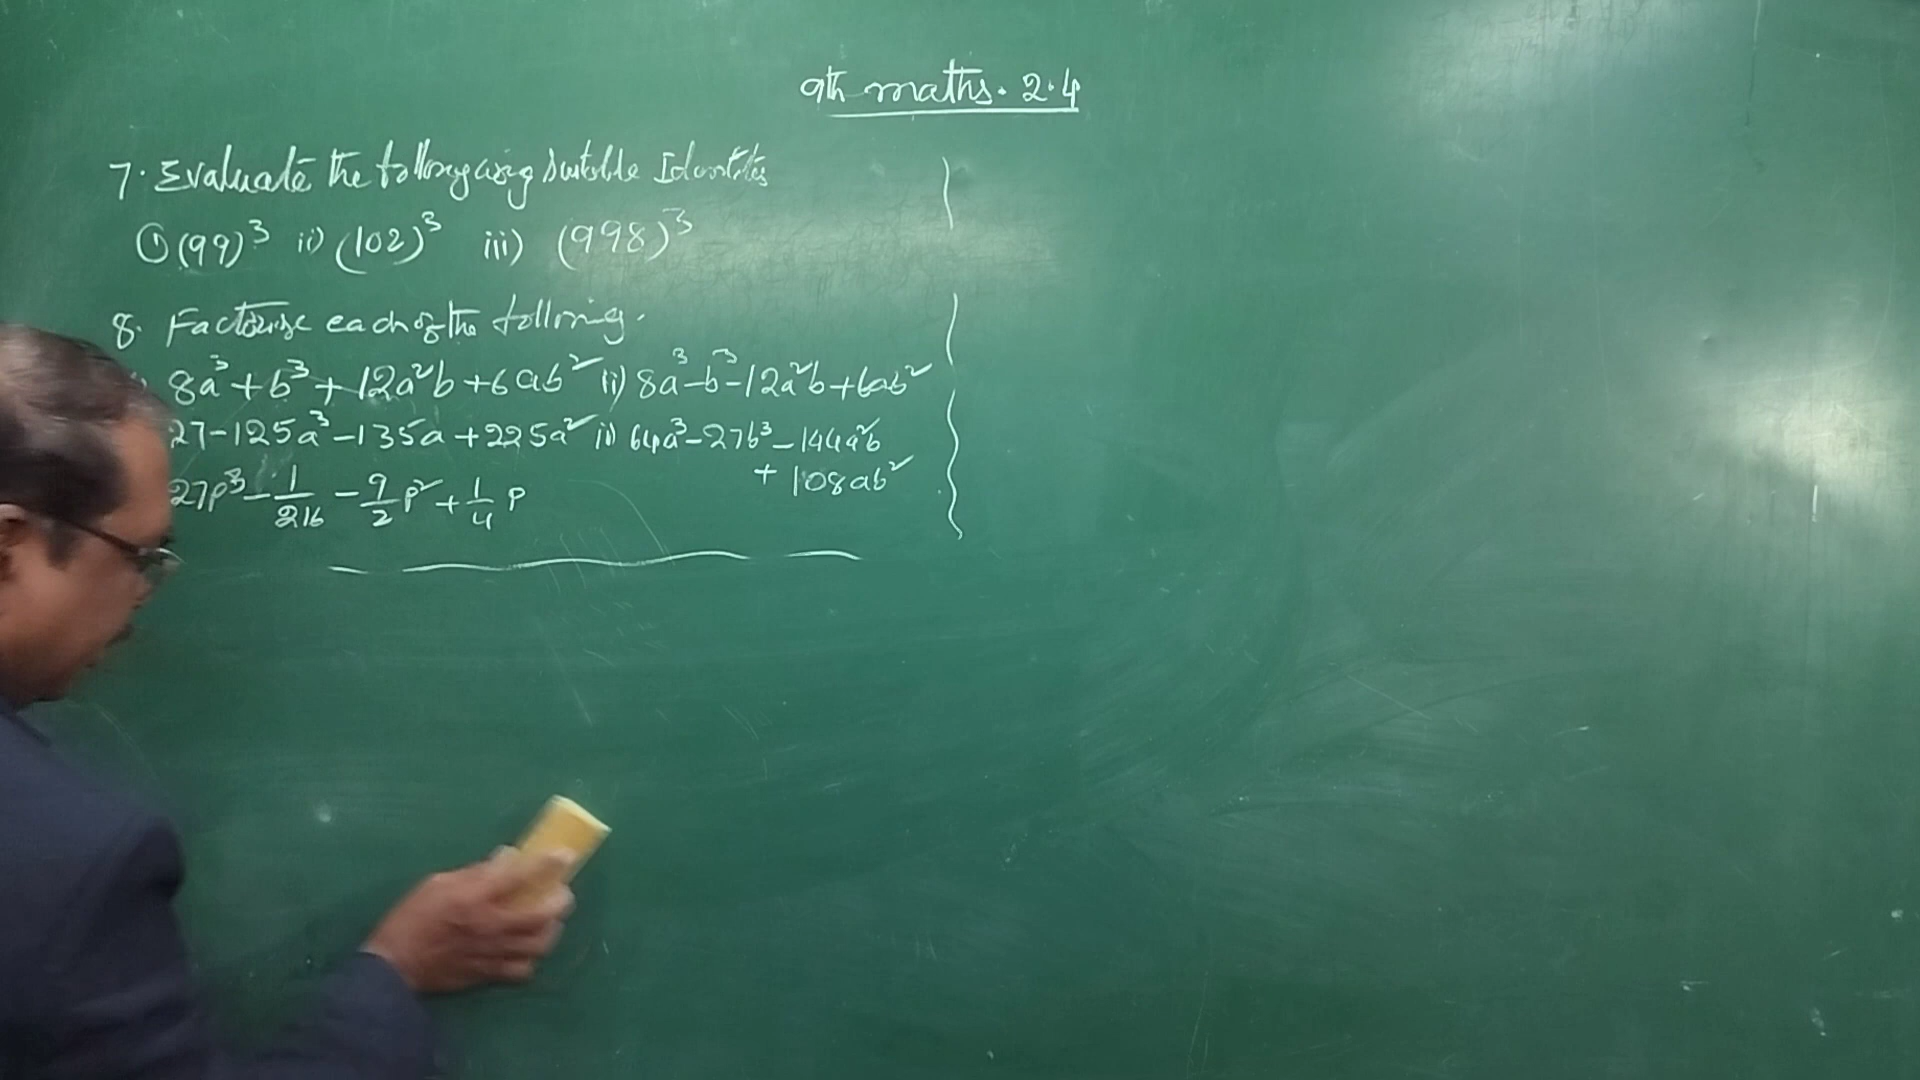 9th maths. 2.4
7. Evaluate the following using suitable Identities
① (99)³ ii) (102)³ iii) (998)³
8. Factorise each of the following.
8a³+b³+12a²b+6ab² ii) 8a³-b³-12a²b+6ab²
27-125a³-135a+225a² ii) 64a³-27b³-144a²b
+108ab²
27p³-1/216-9/2p²+1/4p